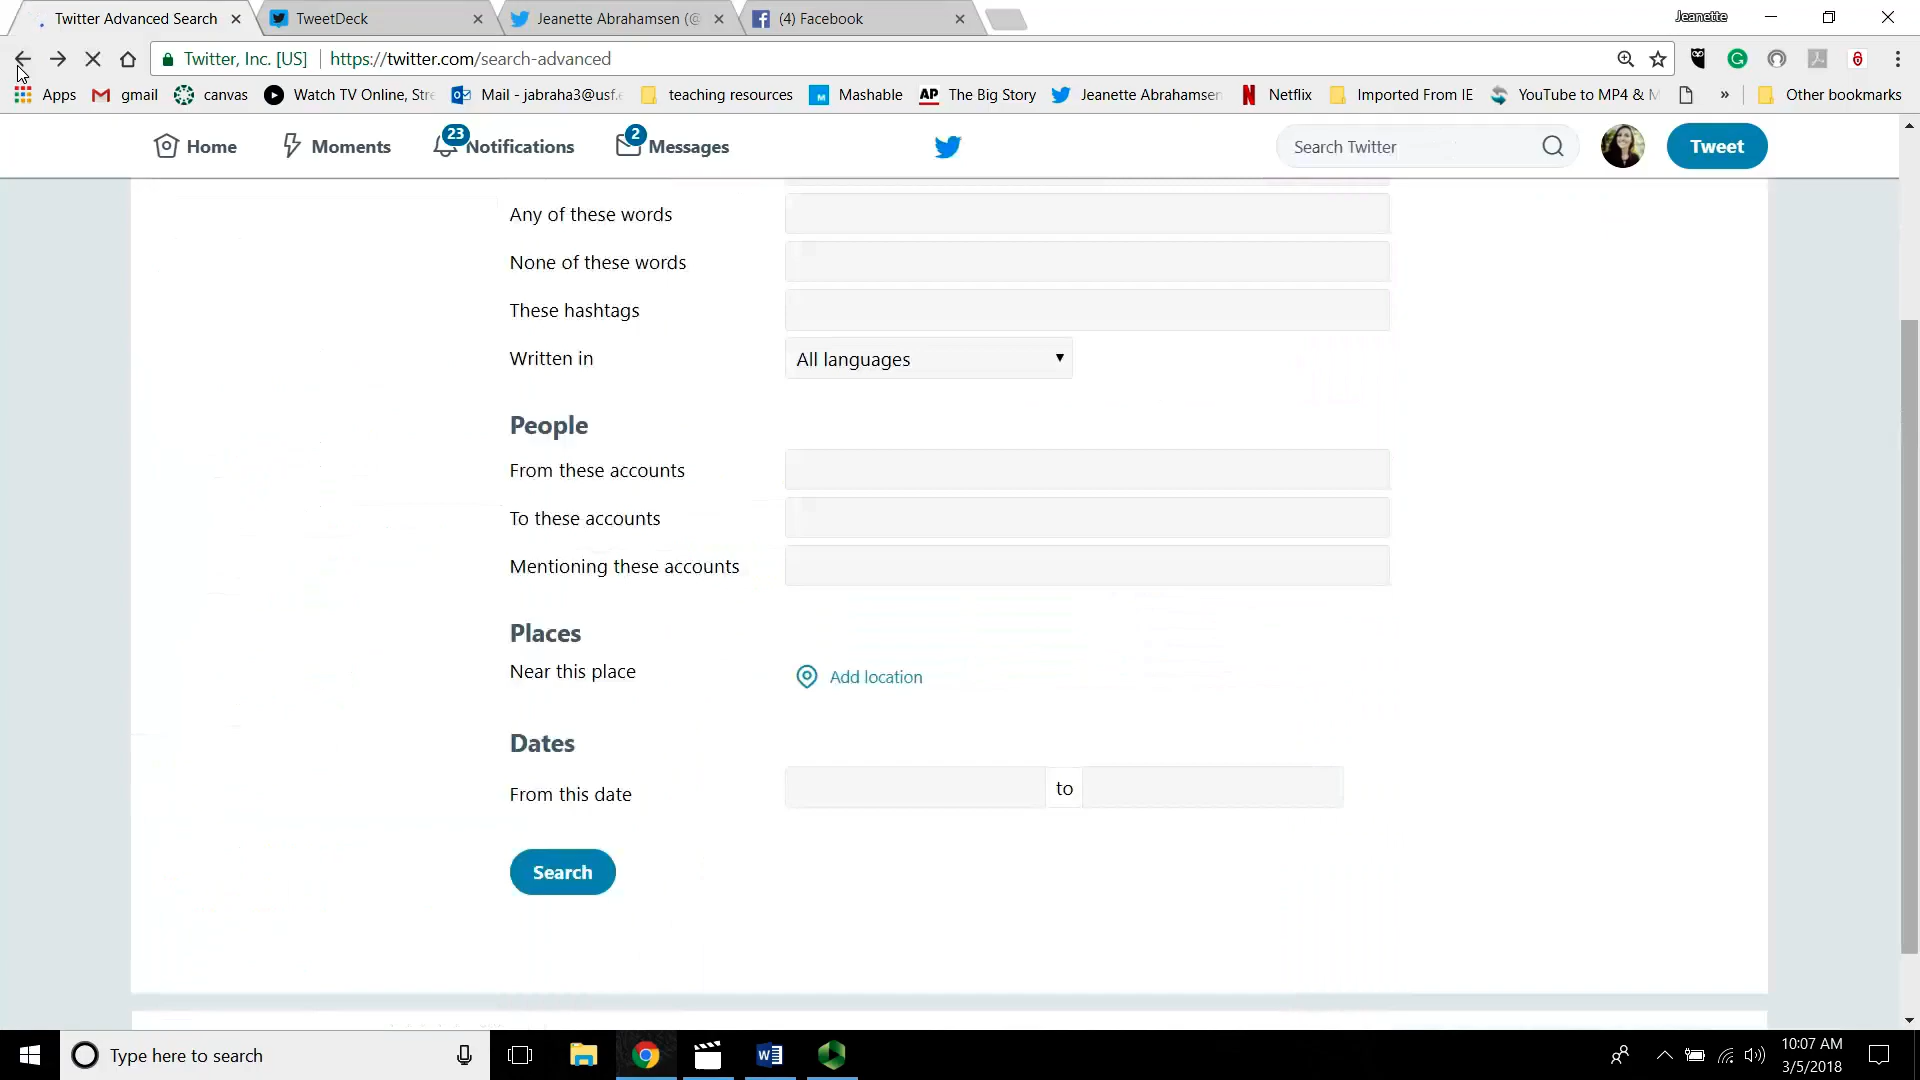 Twitter Advanced Search
TweetDeck
Jeanette Abrahamsen (@
(4) Facebook
Jeanette
Twitter, Inc. [US] https://twitter.com/search-advanced
Apps gmail canvas Watch TV Online, Stre Mail - jabraha3@usf.e teaching resources Mashable AP The Big Story Jeanette Abrahamsen Netflix Imported From IE YouTube to MP4 & M » Other bookmarks
Home Moments 23 Notifications 2 Messages Search Twitter Tweet
Any of these words
None of these words
These hashtags
Written in All languages
People
From these accounts
To these accounts
Mentioning these accounts
Places
Near this place Add location
Dates
From this date to
Search
Type here to search
10:07 AM
3/5/2018